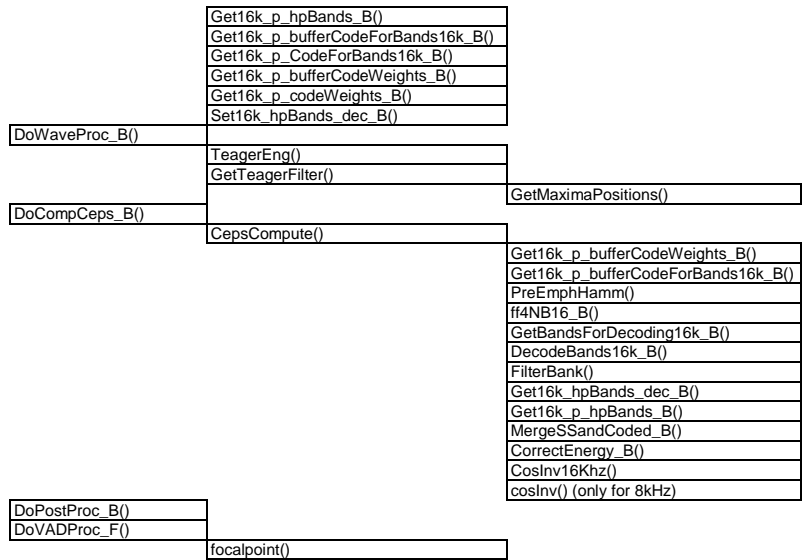 Get16k_p_hpBands_B()
Get16k_p_bufferCodeForBands16k_B()
Get16k_p_CodeForBands16k_B()
Get16k_p_bufferCodeWeights_B()
Get16k_p_codeWeights_B()
Set16k_hpBands_dec_B()
DoWaveProc_B()
TeagerEng()
GetTeagerFilter()
GetMaximaPositions()
DoCompCeps_B()
CepsCompute()
Get16k_p_bufferCodeWeights_B()
Get16k_p_bufferCodeForBands16k_B()
PreEmphHamm()
ff4NB16_B()
GetBandsForDecoding16k_B()
DecodeBands16k_B()
FilterBank()
Get16k_hpBands_dec_B()
Get16k_p_hpBands_B()
MergeSSandCoded_B()
CorrectEnergy_B()
CosInv16Khz()
cosInv() (only for 8kHz)
DoPostProc_B()
DoVADProc_F()
focalpoint()